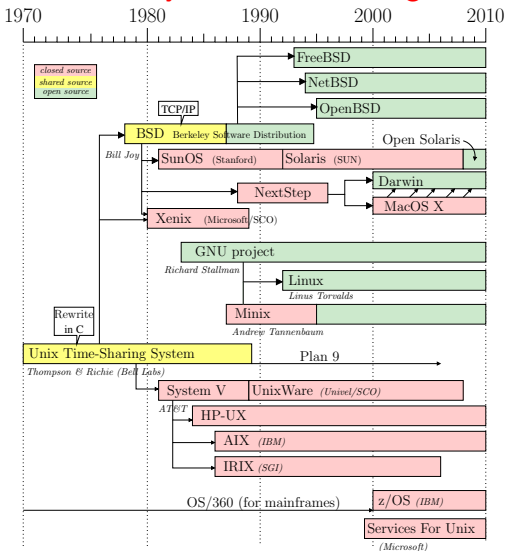 1970 1980 1990 2000 2010
closed source
shared source
open source
FreeBSD
NetBSD
TCP/IP
OpenBSD
BSD Berkeley Software Distribution
Open Solaris
Bill Joy
SunOS (Stanford) Solaris (SUN)
Darwin
NextStep
MacOS X
Xenix (Microsoft/SCO)
GNU project
Richard Stallman
Linux
Linus Torvalds
Minix
Andrew Tannenbaum
Rewrite
in C
Unix Time-Sharing System
Plan 9
Thompson & Richie (Bell Labs)
System V UnixWare (Univel/SCO)
AT&T
HP-UX
AIX (IBM)
IRIX (SGI)
OS/360 (for mainframes) z/OS (IBM)
Services For Unix
(Microsoft)